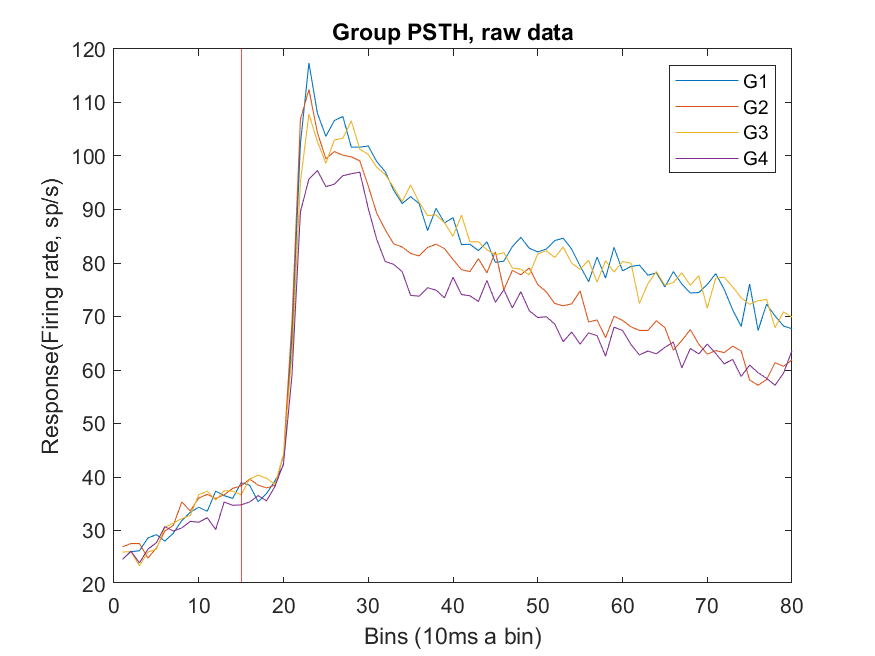 Group PSTH, raw data
120
110
100
90
80
70
60
50
40
30
20
Response(Firing rate, sp/s)
G1
G2
G3
G4
0 10 20 30 40 50 60 70 80
Bins (10ms a bin)